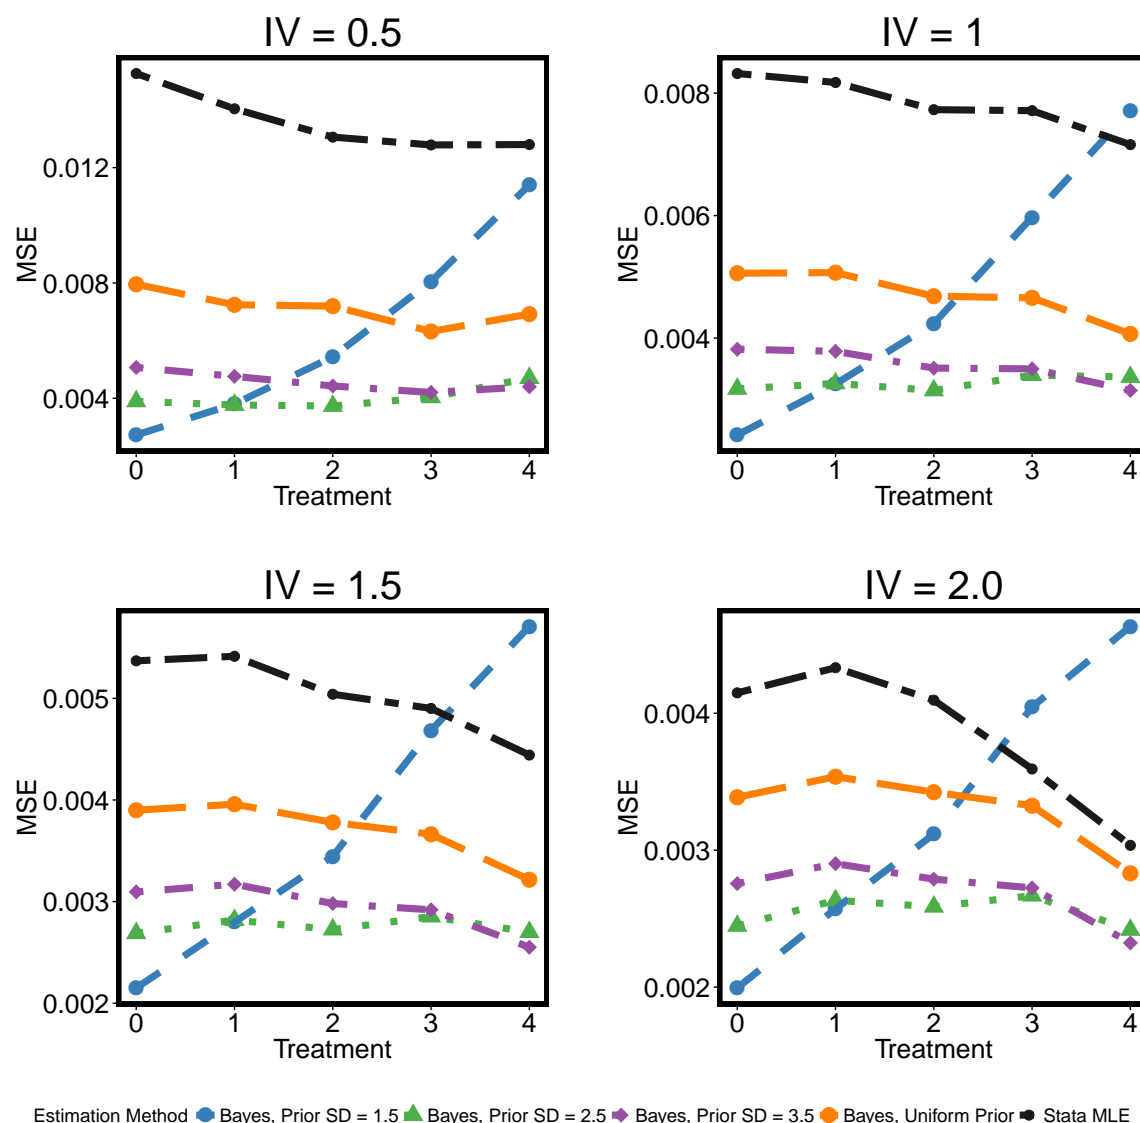 IV = 0.5
0.012
0.008
0.004
MSE
0 1 2 3 4
Treatment
IV = 1
0.008
0.006
0.004
MSE
0 1 2 3 4
Treatment
IV = 1.5
0.005
0.004
0.003
0.002
MSE
0 1 2 3 4
Treatment
IV = 2.0
0.004
0.003
0.002
MSE
0 1 2 3 4
Treatment
Estimation Method Bayes, Prior SD = 1.5 Bayes, Prior SD = 2.5 Bayes, Prior SD = 3.5 Bayes, Uniform Prior Stata MLE